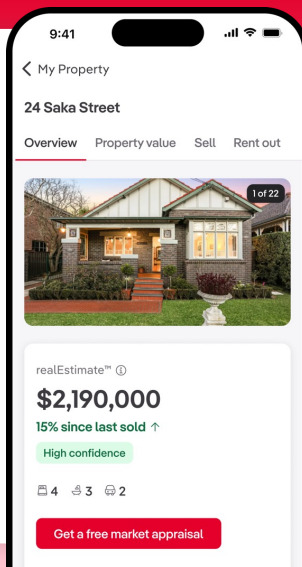 9:41
My Property
24 Saka Street
Overview Property value Sell Rent out
1 of 22
realEstimate™
$2,190,000
15% since last sold ↑
High confidence
4 3 2
Get a free market appraisal